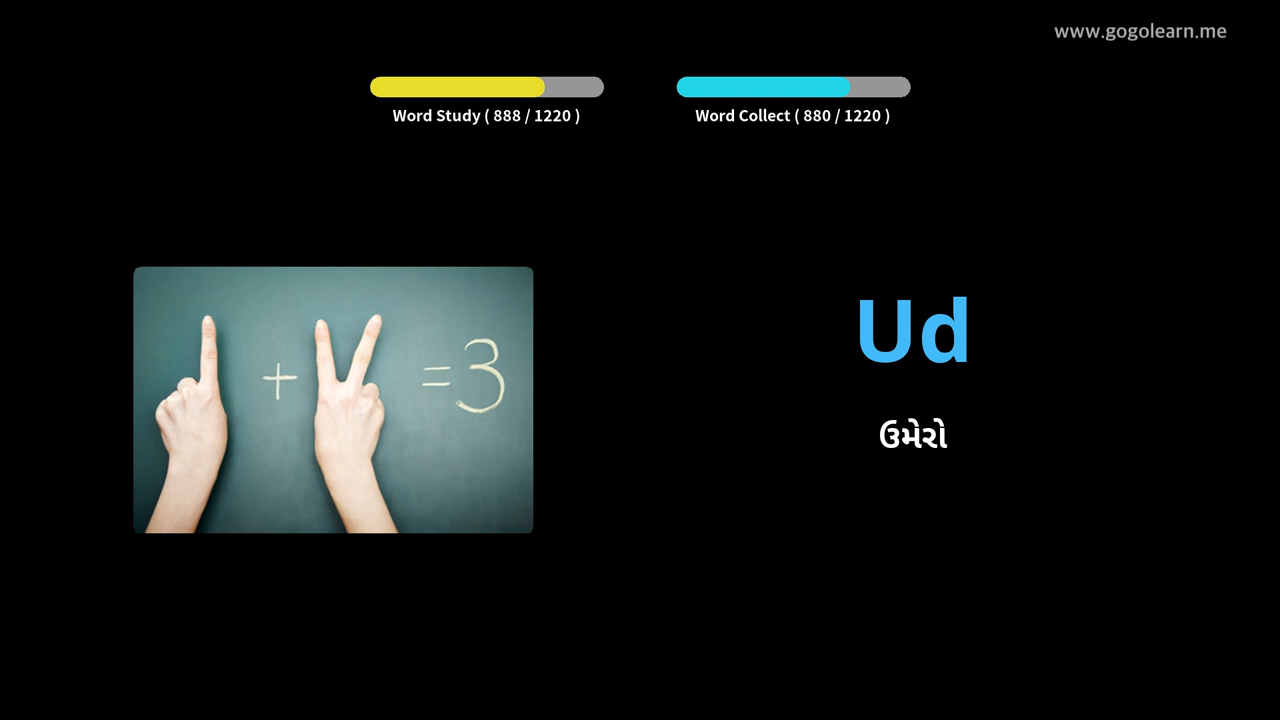 www.gogolearn.me
Word Study ( 888 / 1220 )
Word Collect ( 880 / 1220 )
+ =3
Ud
ઉમેરો